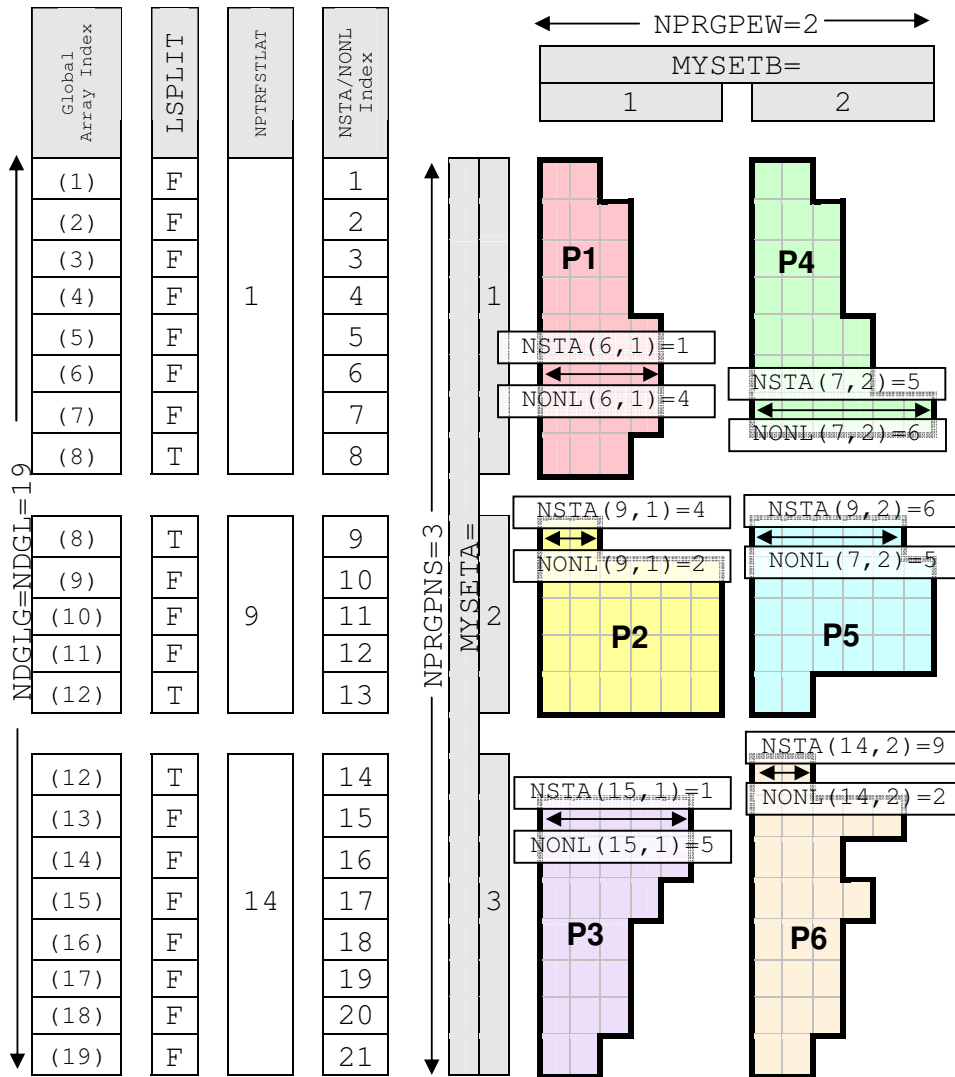 NPRGPEW=2
MYSETB=
1 2
Global
Array Index
LSPLIT
NPTRFSTLAT
NSTA/NONL
Index
NDGLG=NDGL=19
NPRGPNS=3
MYSETA=
(1) F 1
(2) F 2
(3) F 3
(4) F 4
(5) F 5
(6) F 6
(7) F 7
(8) T 8
1
1
P1
P4
NSTA(6,1)=1
NONL(6,1)=4
NSTA(7,2)=5
NONL(7,2)=6
(8) T 9
(9) F 10
(10) F 11
(11) F 12
(12) T 13
9
2
NSTA(9,1)=4
NONL(9,1)=2
P2
NSTA(9,2)=6
NONL(7,2)=5
P5
(12) T 14
(13) F 15
(14) F 16
(15) F 17
(16) F 18
(17) F 19
(18) F 20
(19) F 21
14
3
NSTA(15,1)=1
NONL(15,1)=5
P3
NSTA(14,2)=9
NONL(14,2)=2
P6